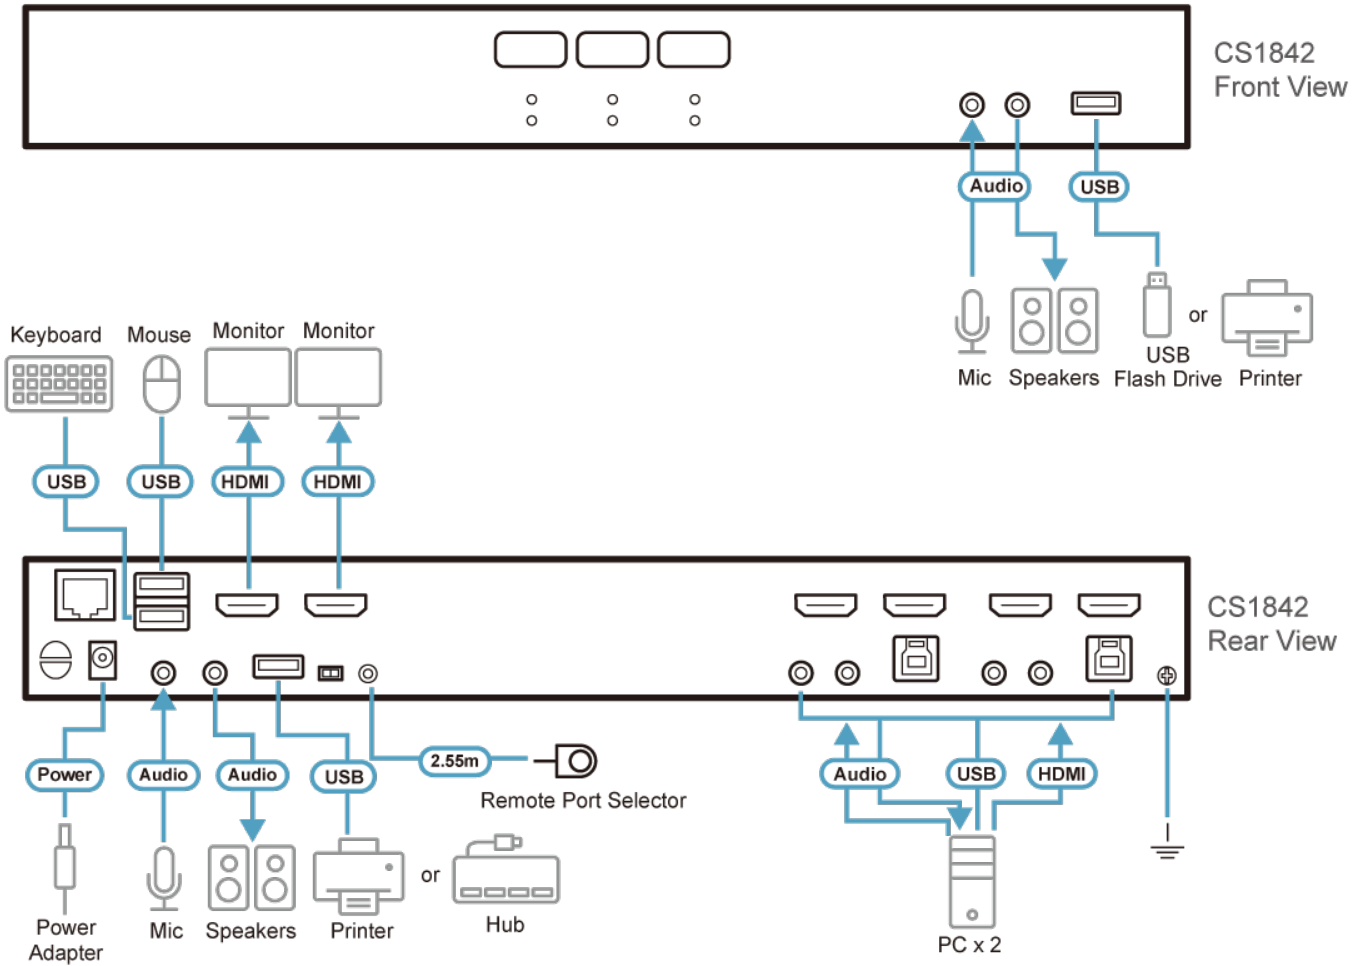 CS1842
Front View
Audio
USB
or
Mic
Speakers
USB
Flash Drive
Printer
Keyboard
Mouse
Monitor
Monitor
USB
USB
HDMI
HDMI
CS1842
Rear View
Power
Audio
Audio
USB
2.55m
Remote Port Selector
Audio
USB
HDMI
or
Power
Adapter
Mic
Speakers
Printer
Hub
PC x 2